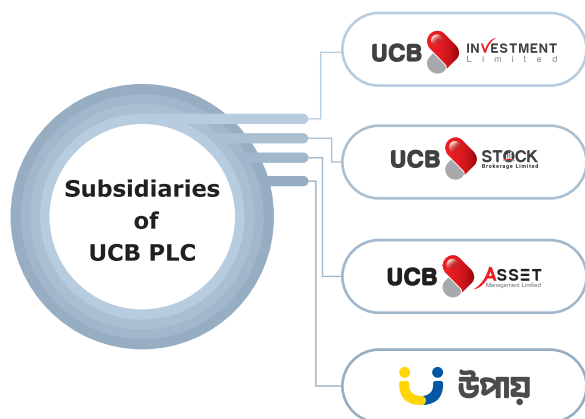 Subsidiaries
of
UCB PLC
UCB INVESTMENT
Limited
UCB STOCK
Brokerage Limited
UCB ASSET
Management Limited
উপায়